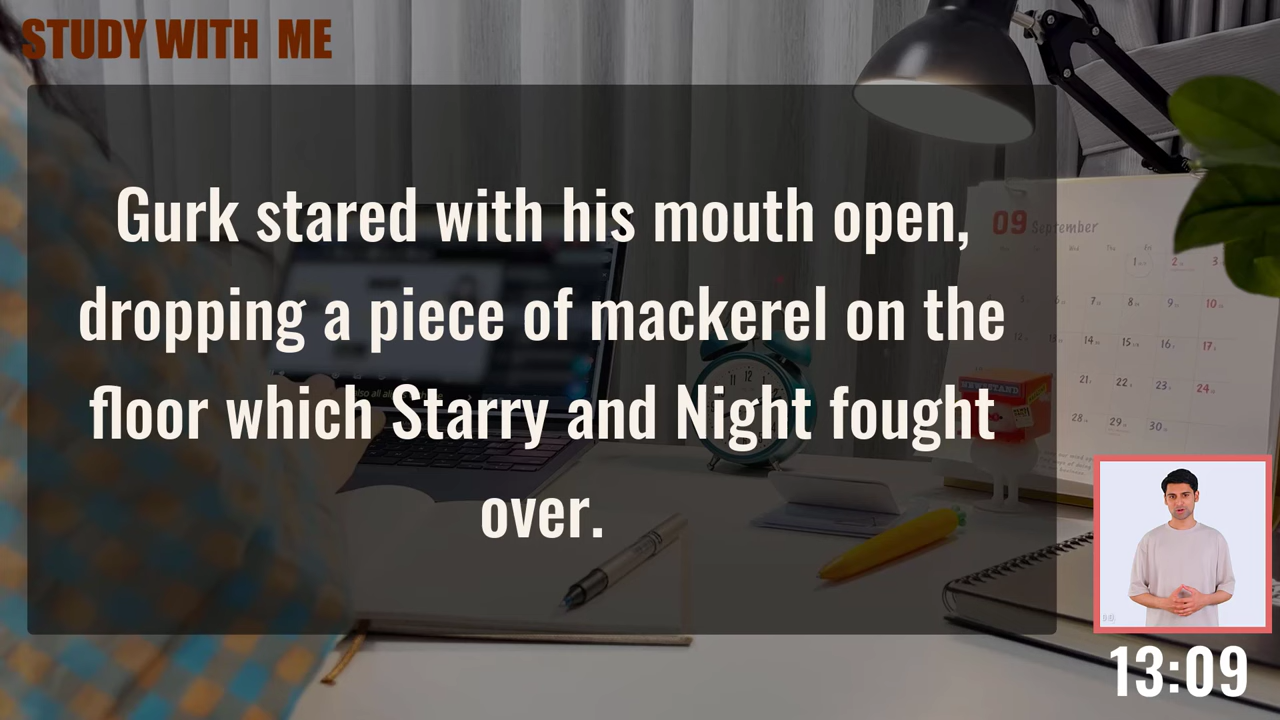 STUDY WITH ME
Gurk stared with his mouth open,
dropping a piece of mackerel on the
floor which Starry and Night fought
over.
09 September
NEWSSTAND
13:09